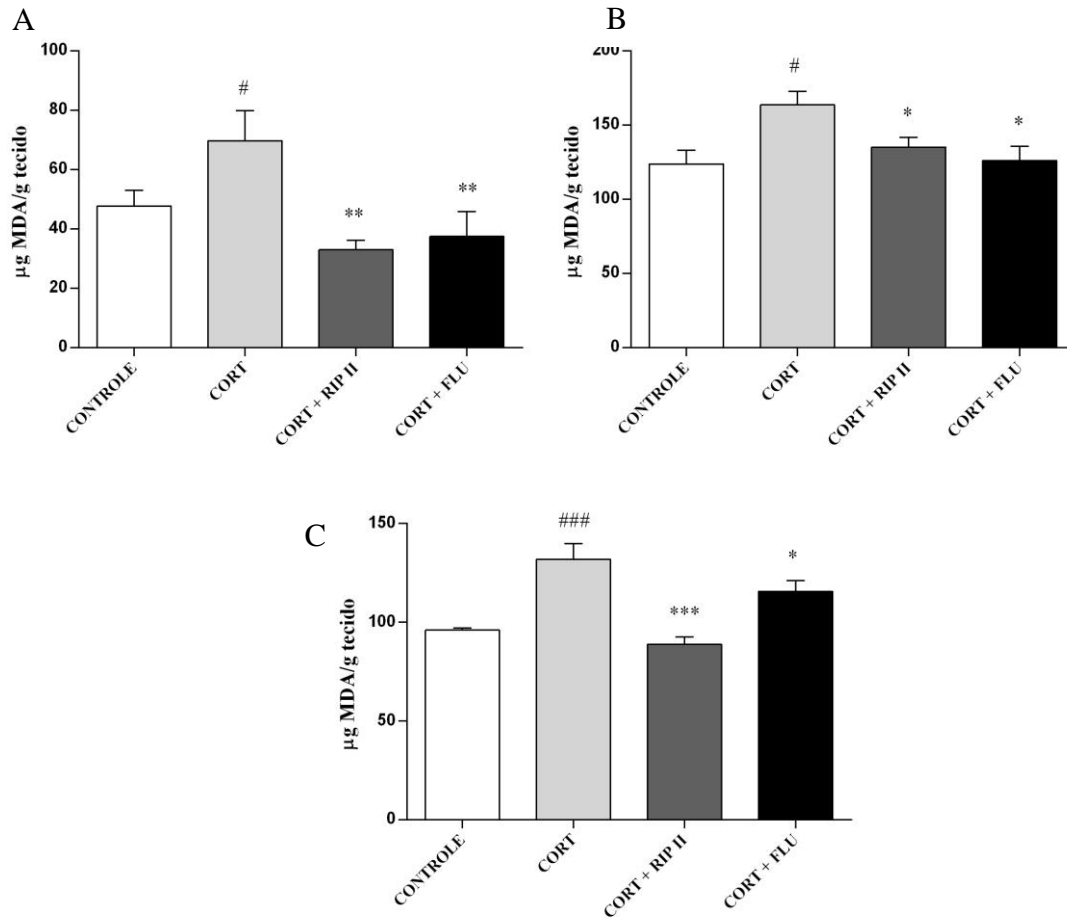 A
µg MDA/g tecido
100
80
60
40
20
0
#
**
**
CONTROLE
CORT
CORT + RIP II
CORT + FLU
B
µg MDA/g tecido
200
150
100
50
0
#
*
*
CONTROLE
CORT
CORT + RIP II
CORT + FLU
C
µg MDA/g tecido
150
100
50
0
###
***
*
CONTROLE
CORT
CORT + RIP II
CORT + FLU